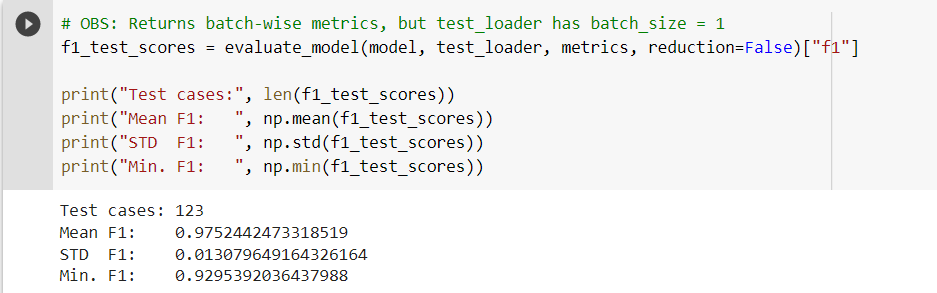 # OBS: Returns batch-wise metrics, but test_loader has batch_size = 1
f1_test_scores = evaluate_model(model, test_loader, metrics, reduction=False)["f1"]
print("Test cases:", len(f1_test_scores))
print("Mean F1:   ", np.mean(f1_test_scores))
print("STD  F1:   ", np.std(f1_test_scores))
print("Min. F1:   ", np.min(f1_test_scores))
Test cases: 123
Mean F1:    0.9752442473318519
STD  F1:    0.013079649164326164
Min. F1:    0.9295392036437988